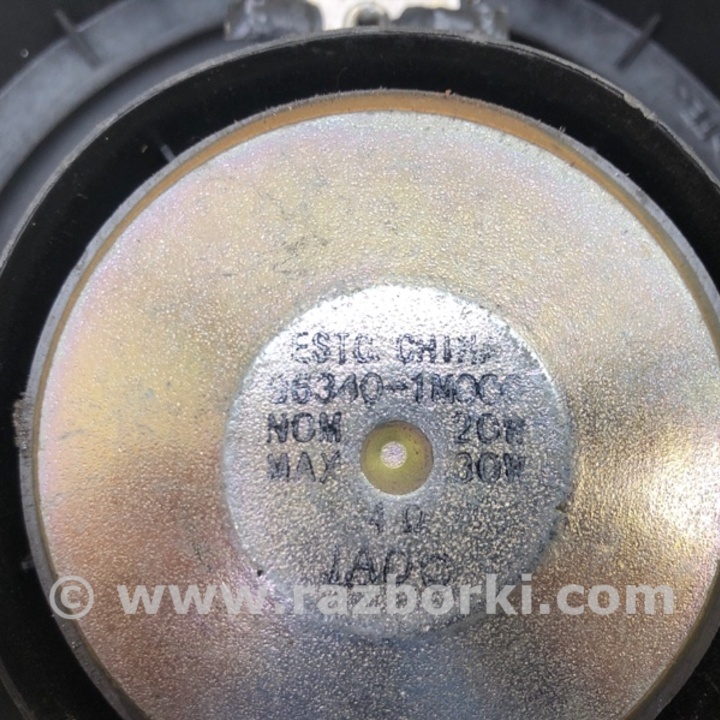 ESTC CHINA
96340-1M000
NOM 20W
MAX 30W
4 Ω
© www.razborki.com